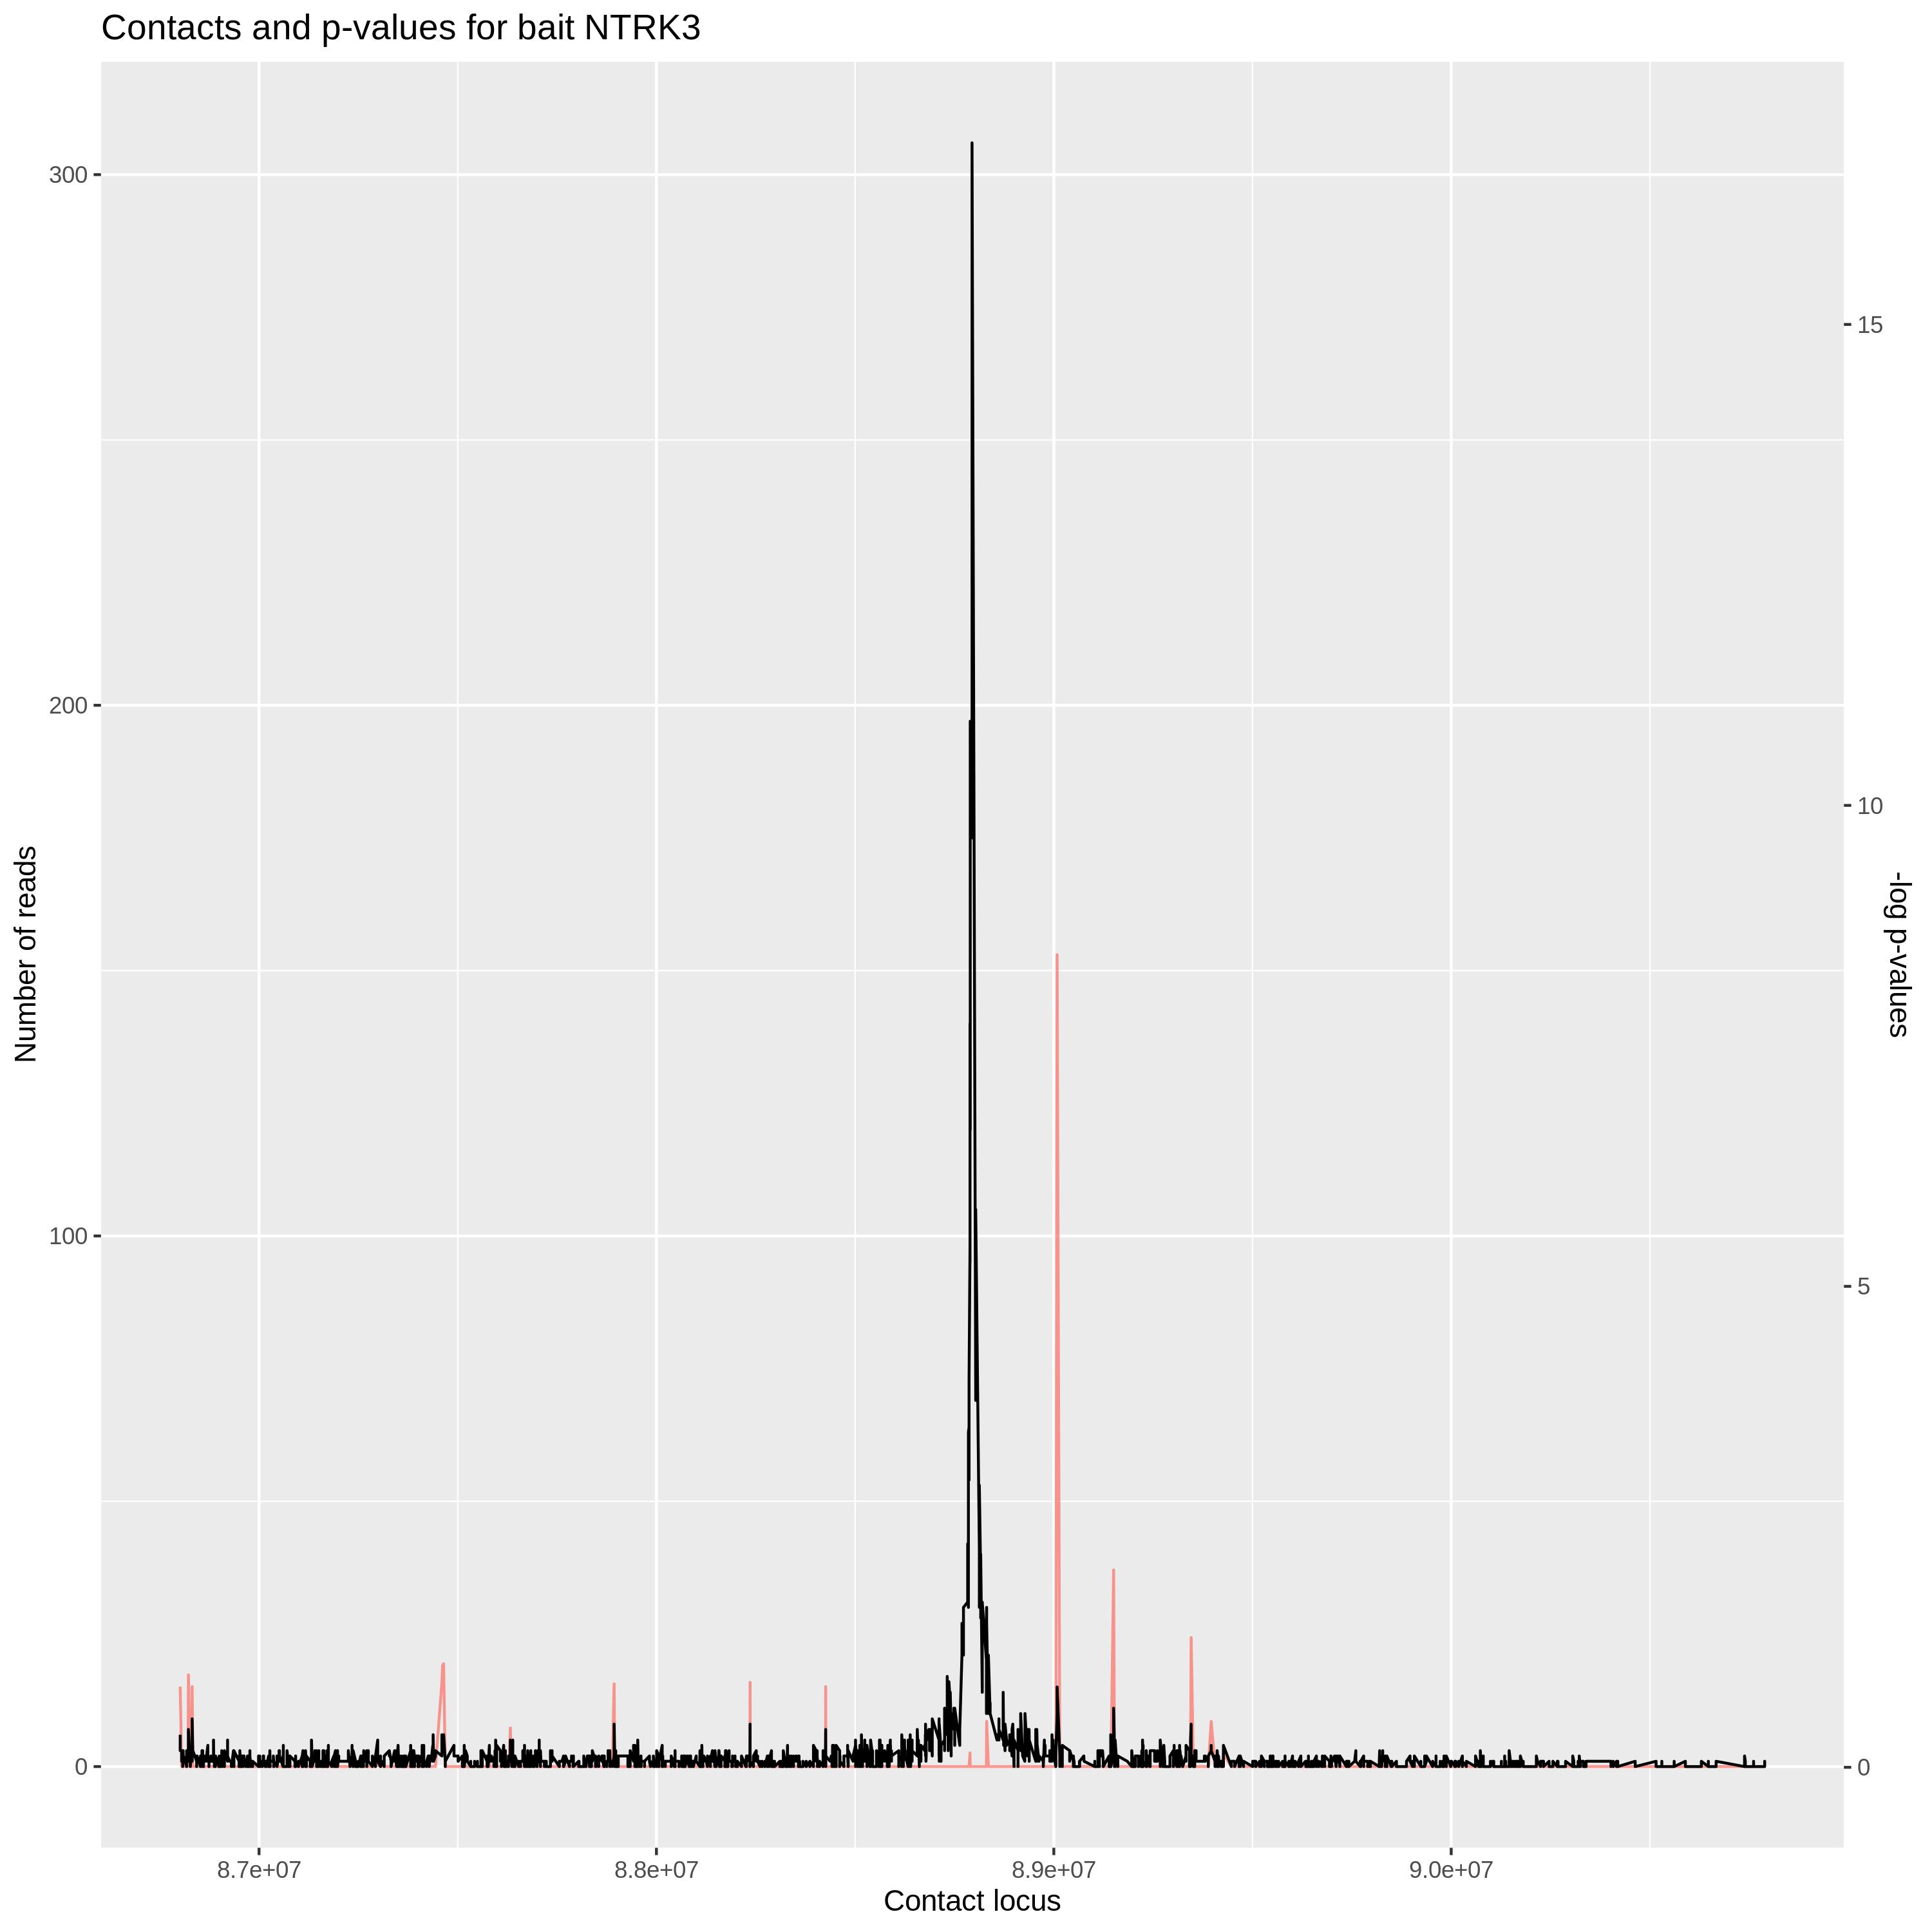 Contacts and p-values for bait NTRK3
300
200
100
0
Number of reads
15
10
5
0
-log p-values
8.7e+07
8.8e+07
8.9e+07
9.0e+07
Contact locus